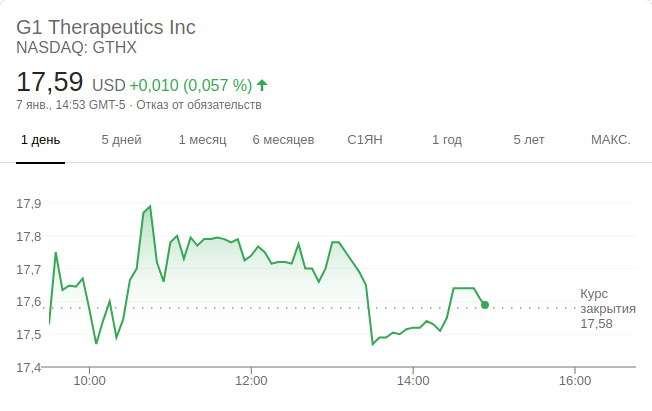 G1 Therapeutics Inc
NASDAQ: GTHX
17,59 USD +0,010 (0,057 %)
7 янв., 14:53 GMT-5 · Отказ от обязательств
1 день 5 дней 1 месяц 6 месяцев С1ЯН 1 год 5 лет МАКС.
17,9
17,8
17,7
17,6
17,5
17,4
Курс
закрытия
17,58
10:00 12:00 14:00 16:00